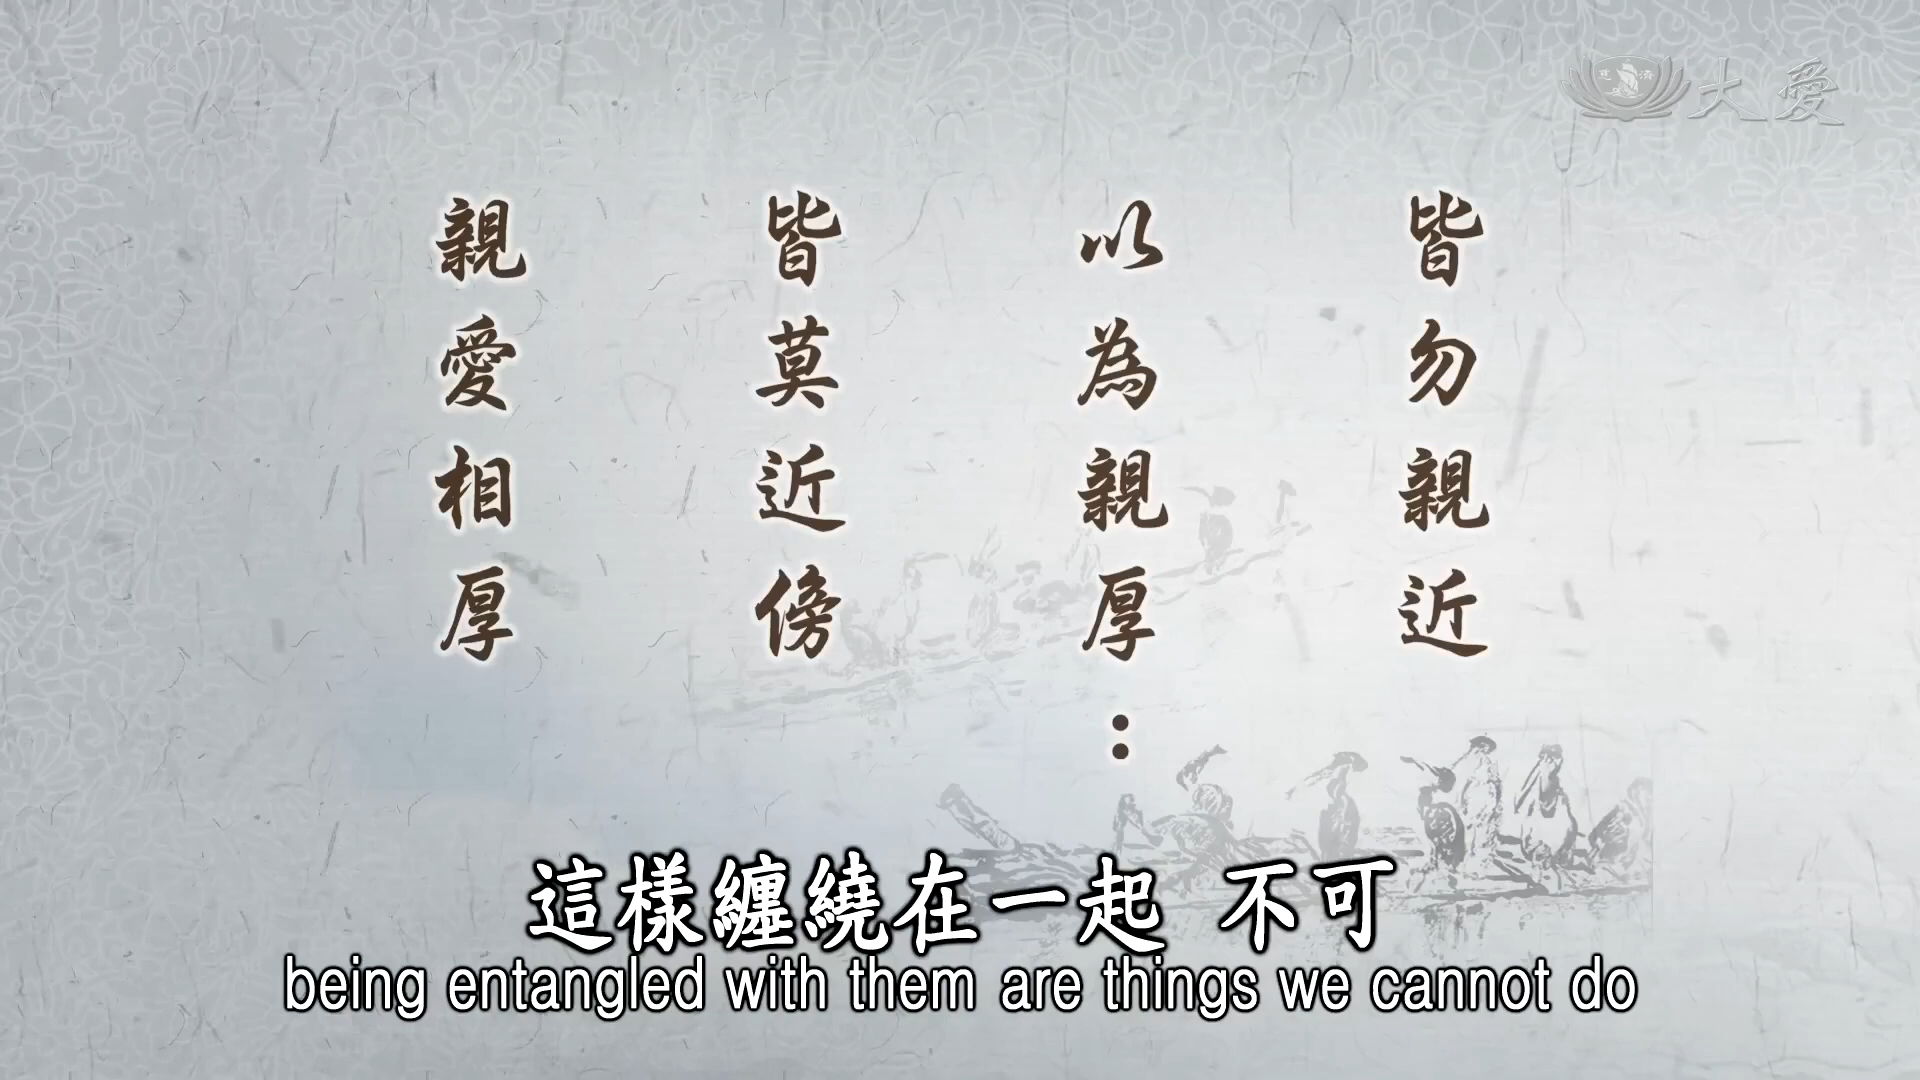 大愛
皆勿親近
以為親厚：
皆莫近傍
親愛相厚
這樣纏繞在一起 不可
being entangled with them are things we cannot do